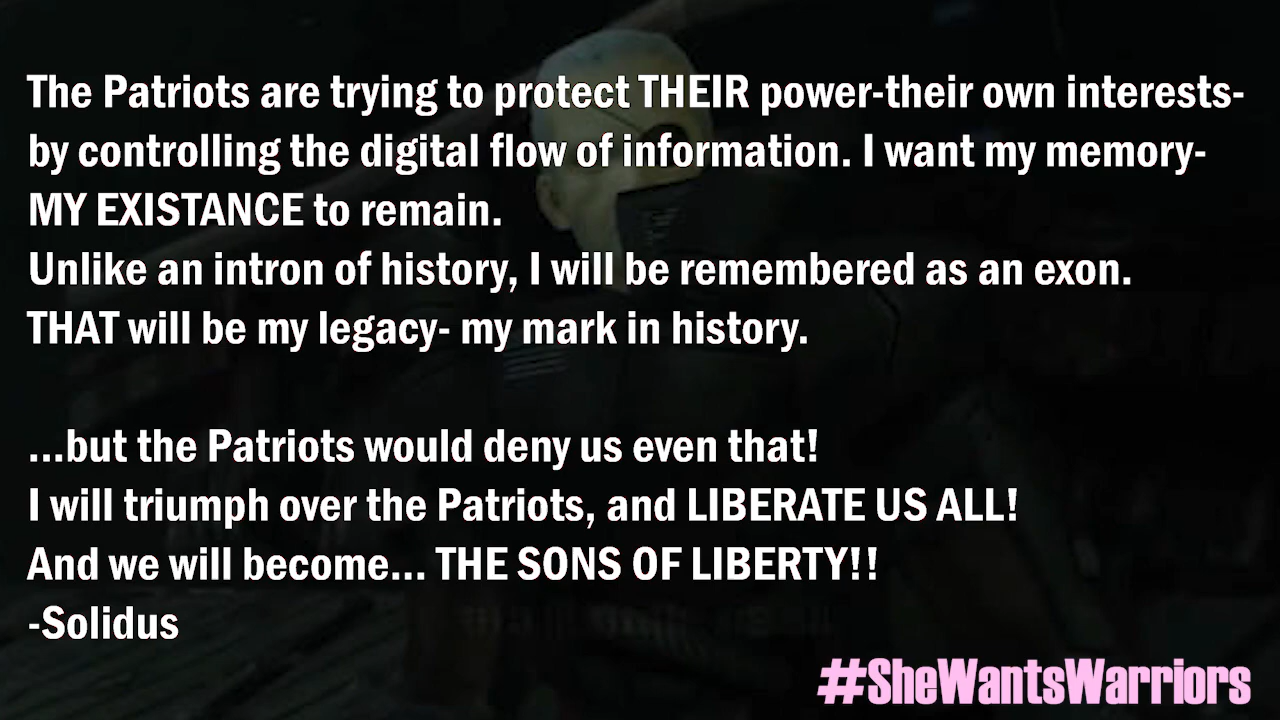 The Patriots are trying to protect THEIR power-their own interests-
by controlling the digital flow of information. I want my memory-
MY EXISTANCE to remain.
Unlike an intron of history, I will be remembered as an exon.
THAT will be my legacy- my mark in history.
...but the Patriots would deny us even that!
I will triumph over the Patriots, and LIBERATE US ALL!
And we will become... THE SONS OF LIBERTY!!
-Solidus
#SheWantsWarriors